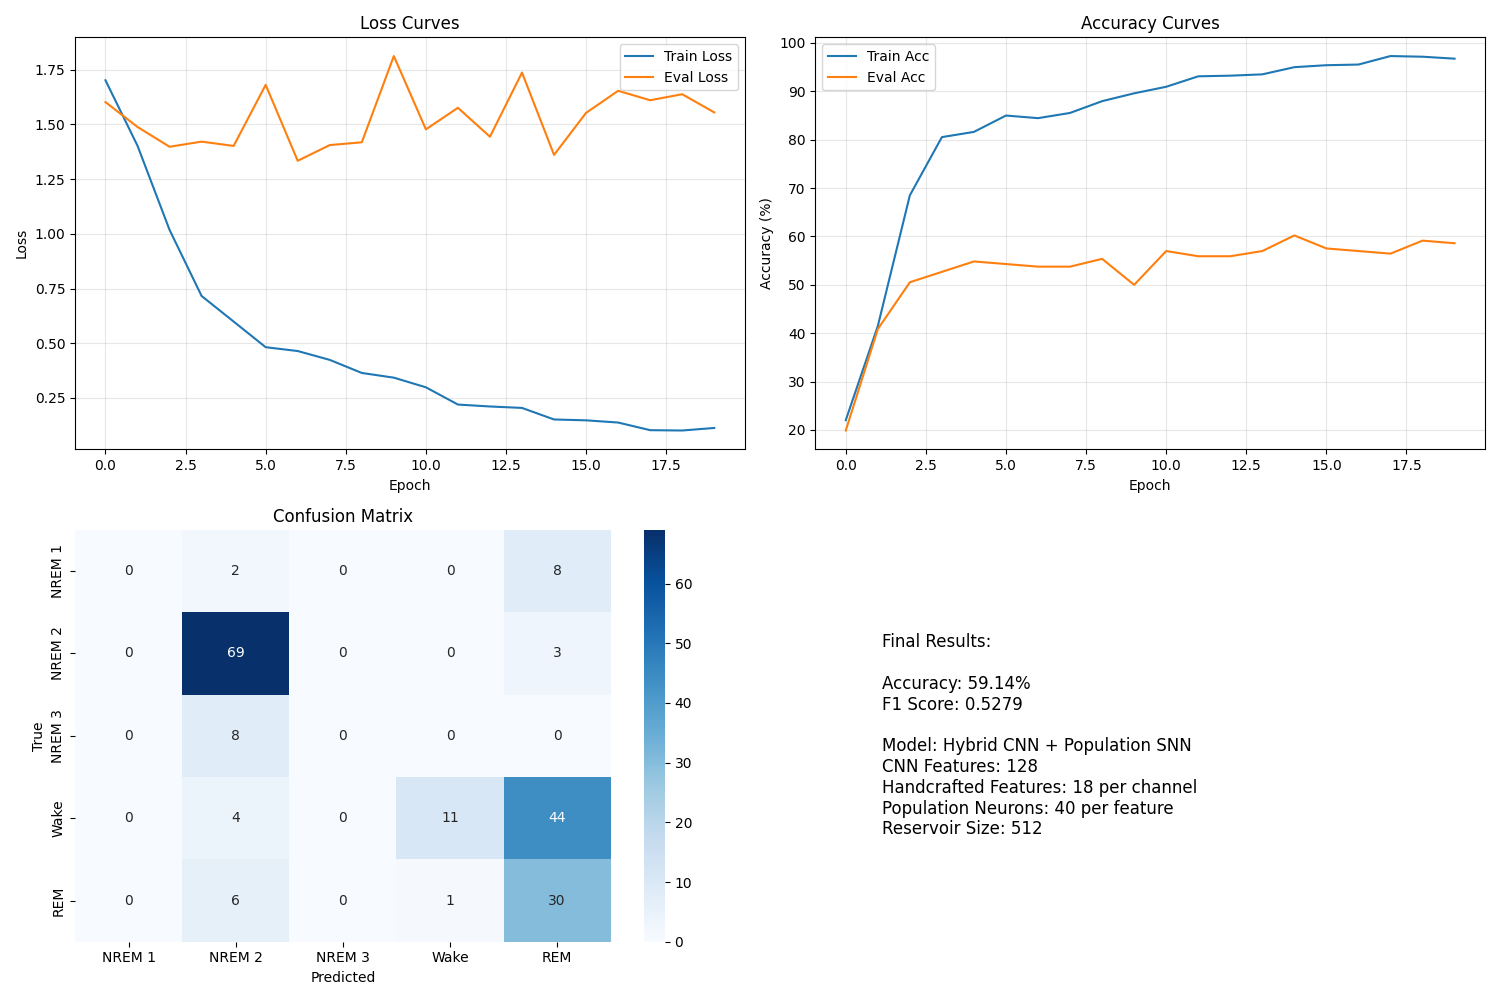 Loss Curves
Train Loss
Eval Loss
1.75
1.50
1.25
1.00
0.75
0.50
0.25
Loss
0.0 2.5 5.0 7.5 10.0 12.5 15.0 17.5
Epoch
Accuracy Curves
Train Acc
Eval Acc
100
90
80
70
60
50
40
30
20
Accuracy (%)
0.0 2.5 5.0 7.5 10.0 12.5 15.0 17.5
Epoch
Confusion Matrix
True
NREM 1 0 2 0 0 8
NREM 2 0 69 0 0 3
NREM 3 0 8 0 0 0
Wake 0 4 0 11 44
REM 0 6 0 1 30
NREM 1 NREM 2 NREM 3 Wake REM
Predicted
60
50
40
30
20
10
0
Final Results:
Accuracy: 59.14%
F1 Score: 0.5279
Model: Hybrid CNN + Population SNN
CNN Features: 128
Handcrafted Features: 18 per channel
Population Neurons: 40 per feature
Reservoir Size: 512